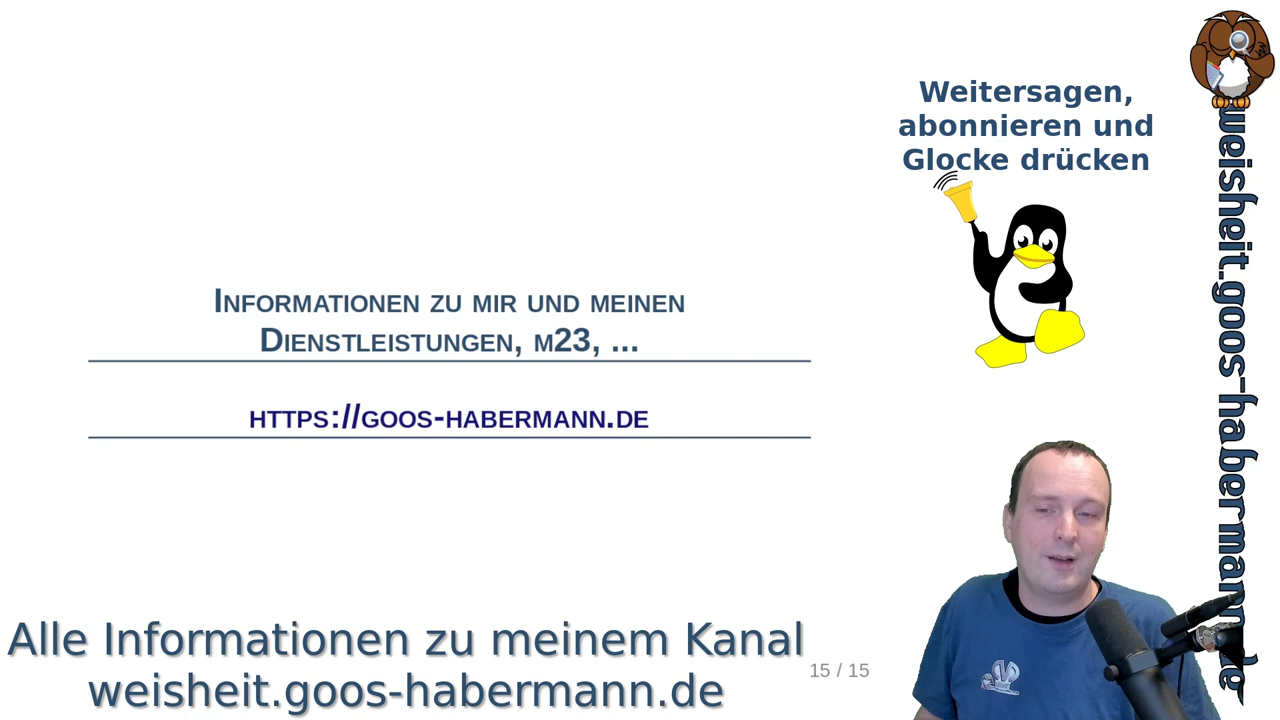 Weitersagen,
abonnieren und
Glocke drücken
weisheit.goos-habermann.de
Informationen zu mir und meinen
Dienstleistungen, m23, ...
https://goos-habermann.de
Alle Informationen zu meinem Kanal
weisheit.goos-habermann.de
15 / 15